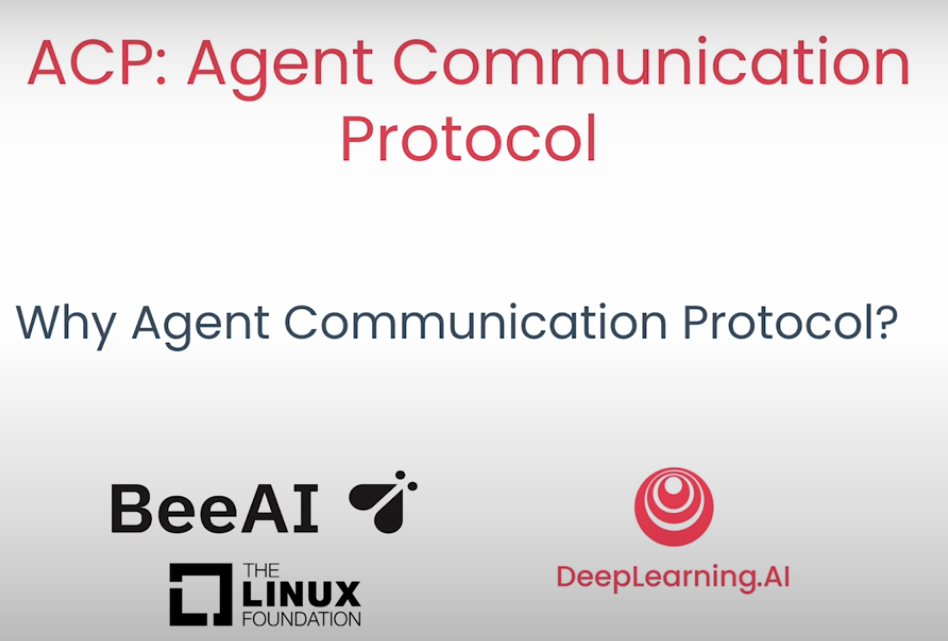 ACP: Agent Communication
Protocol
Why Agent Communication Protocol?
BeeAI
THE
LINUX
FOUNDATION
DeepLearning.AI